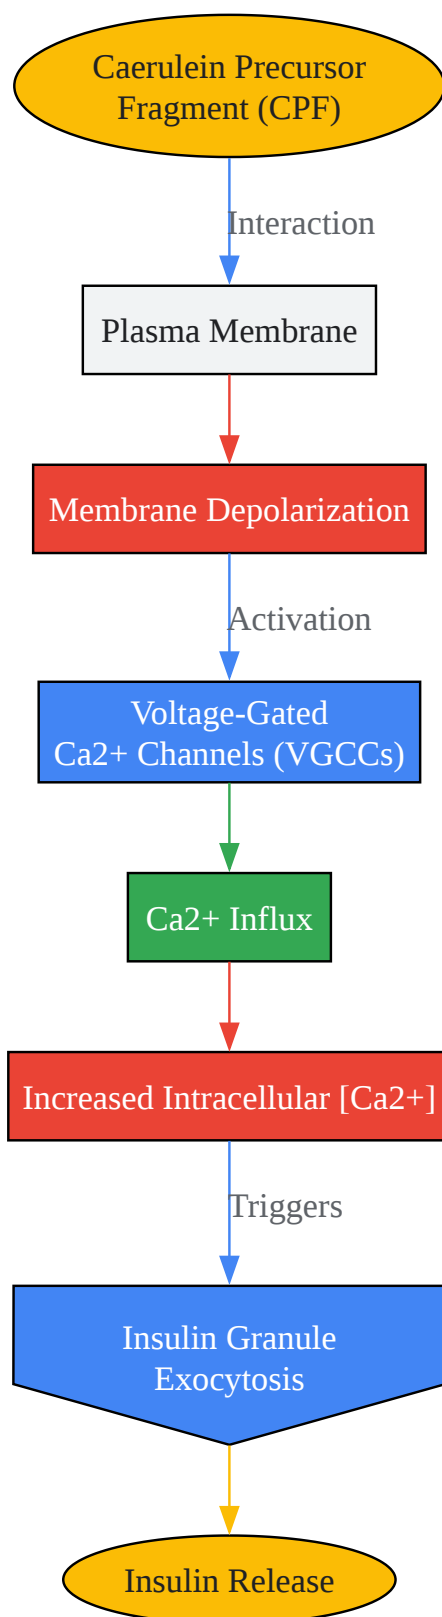 Caerulein Precursor
Fragment (CPF)
Interaction
Plasma Membrane
Membrane Depolarization
Activation
Voltage-Gated
Ca2+ Channels (VGCCs)
Ca2+ Influx
Increased Intracellular [Ca2+]
Triggers
Insulin Granule
Exocytosis
Insulin Release